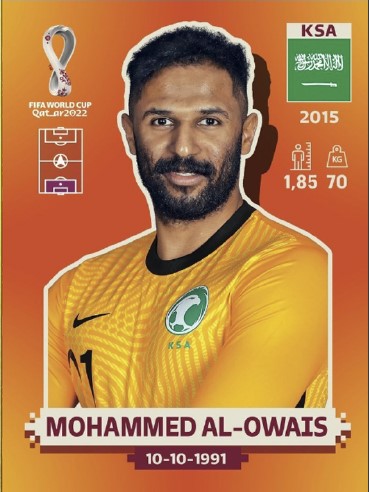 KSA
FIFA WORLD CUP
Qatar2022
2015
KG
1,85 70
KSA
MOHAMMED AL-OWAIS
10-10-1991